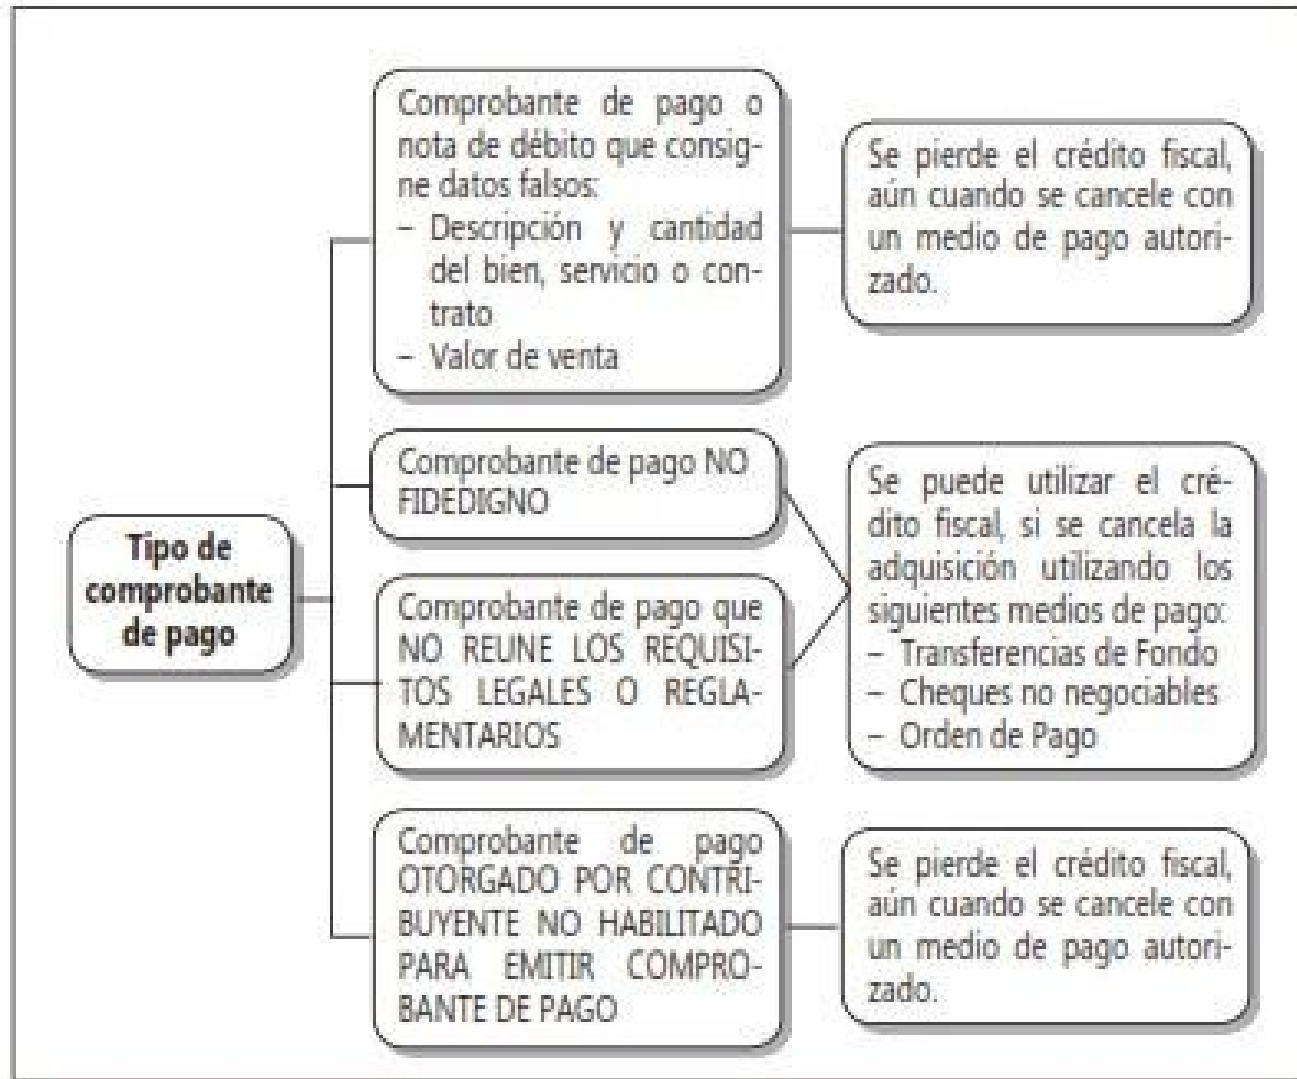 Tipo de
comprobante
de pago
Comprobante de pago o
nota de débito que consig-
ne datos falsos:
– Descripción y cantidad
del bien, servicio o con-
trato
– Valor de venta
Se pierde el crédito fiscal,
aún cuando se cancele con
un medio de pago autori-
zado.
Comprobante de pago NO
FIDEDIGNO
Comprobante de pago que
NO REUNE LOS REQUISI-
TOS LEGALES O REGLA-
MENTARIOS
Se puede utilizar el cré-
dito fiscal, si se cancela la
adquisición utilizando los
siguientes medios de pago:
– Transferencias de Fondo
– Cheques no negociables
– Orden de Pago
Comprobante de pago
OTORGADO POR CONTRI-
BUYENTE NO HABILITADO
PARA EMITIR COMPRO-
BANTE DE PAGO
Se pierde el crédito fiscal,
aún cuando se cancele con
un medio de pago autori-
zado.